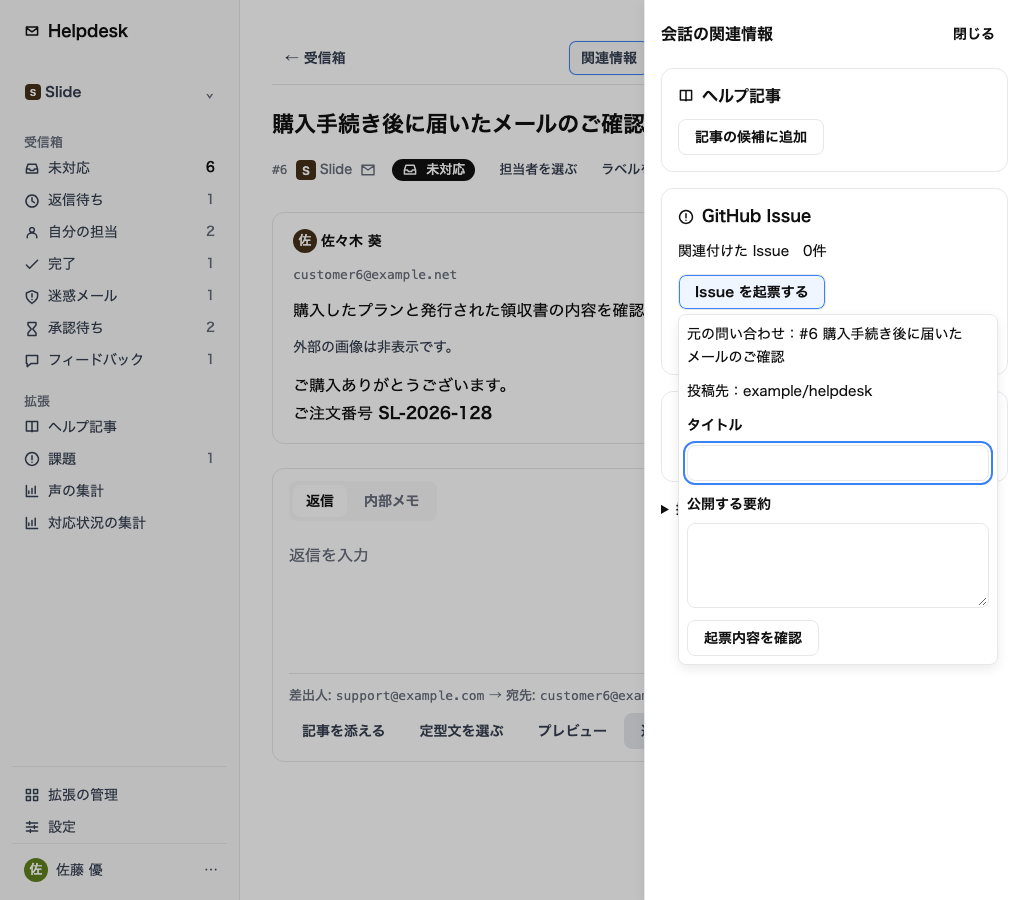 Helpdesk
S Slide
受信箱
未対応 6
返信待ち 1
自分の担当 2
完了 1
迷惑メール 1
承認待ち 2
フィードバック 1
拡張
ヘルプ記事
課題 1
声の集計
対応状況の集計
拡張の管理
設定
佐 佐藤 優 …
← 受信箱
関連情報
購入手続き後に届いたメールのご確認
#6 S Slide 未対応 担当者を選ぶ ラベル
佐 佐々木 葵
customer6@example.net
購入したプランと発行された領収書の内容を確認
外部の画像は非表示です。
ご購入ありがとうございます。
ご注文番号 SL-2026-128
返信 内部メモ
返信を入力
差出人: support@example.com → 宛先: customer6@exam
記事を添える 定型文を選ぶ プレビュー
会話の関連情報 閉じる
ヘルプ記事
記事の候補に追加
GitHub Issue
関連付けた Issue 0件
Issue を起票する
元の問い合わせ：#6 購入手続き後に届いた
メールのご確認
投稿先：example/helpdesk
タイトル
公開する要約
起票内容を確認